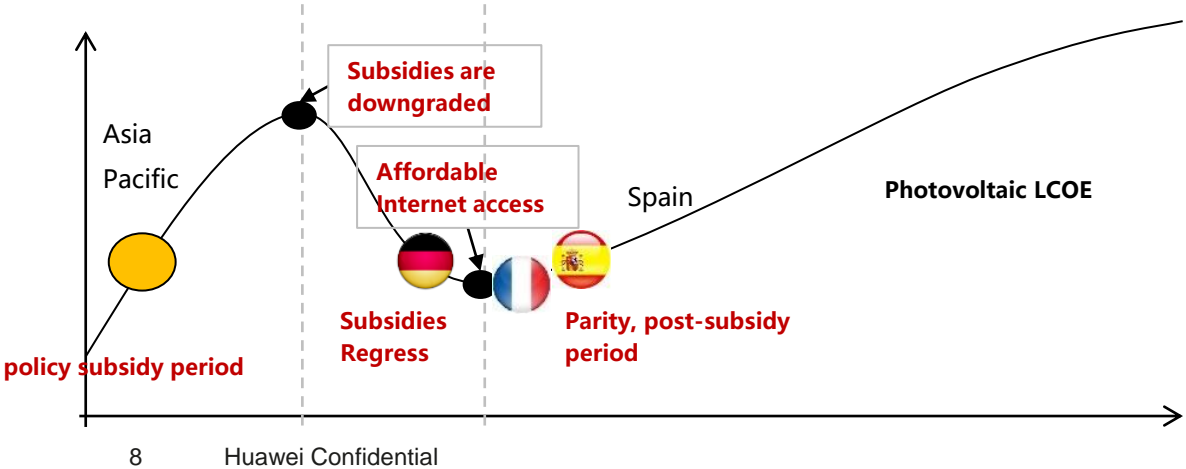 Subsidies are
downgraded
Asia
Pacific
Affordable
Internet access
Spain
Photovoltaic LCOE
Subsidies
Regress
Parity, post-subsidy
period
policy subsidy period
8 Huawei Confidential